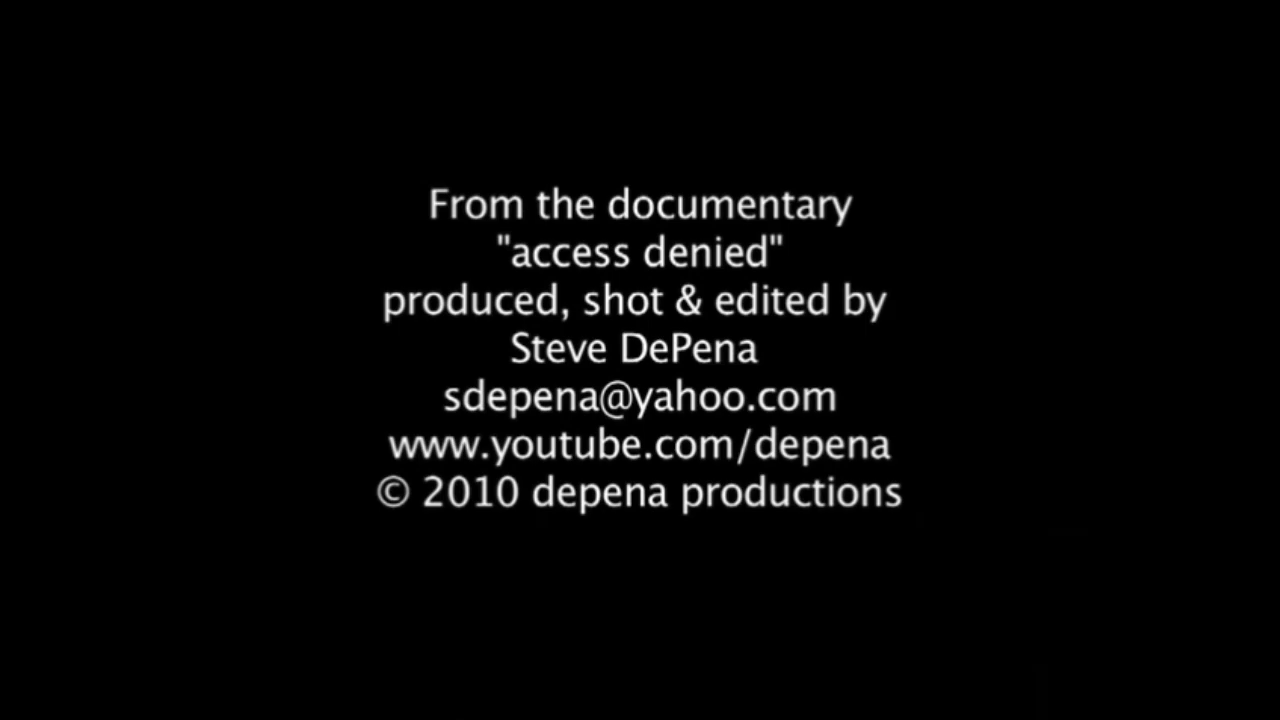 From the documentary
"access denied"
produced, shot & edited by
Steve DePena
sdepena@yahoo.com
www.youtube.com/depena
© 2010 depena productions